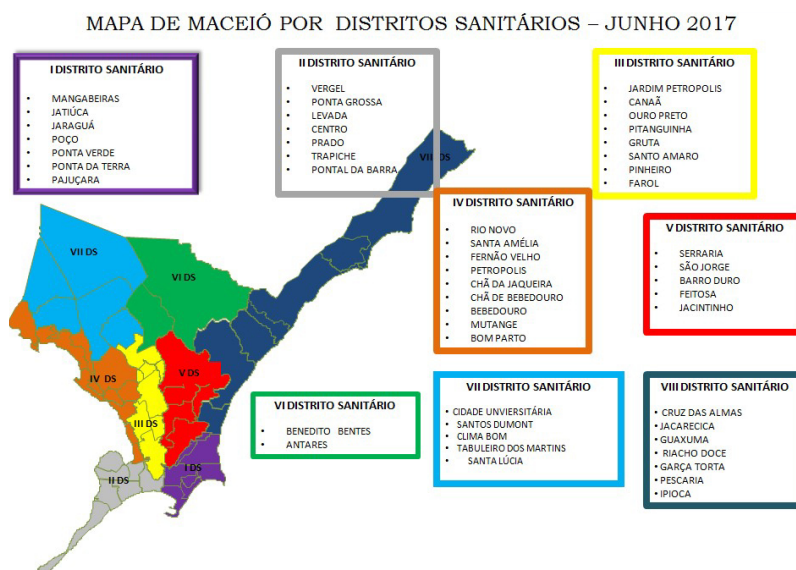 MAPA DE MACEIÓ POR DISTRITOS SANITÁRIOS – JUNHO 2017
I DISTRITO SANITÁRIO
• MANGABEIRAS
• JATIÚCA
• JARAGUÁ
• POÇO
• PONTA VERDE
• PONTA DA TERRA
• PAJUÇARA
II DISTRITO SANITÁRIO
• VERGEL
• PONTA GROSSA
• LEVADA
• CENTRO
• PRADO
• TRAPICHE
• PONTAL DA BARRA
III DISTRITO SANITÁRIO
• JARDIM PETROPOLIS
• CANAÃ
• OURO PRETO
• PITANGUINHA
• GRUTA
• SANTO AMARO
• PINHEIRO
• FAROL
IV DISTRITO SANITÁRIO
• RIO NOVO
• SANTA AMÉLIA
• FERNÃO VELHO
• PETROPOLIS
• CHÃ DA JAQUEIRA
• CHÃ DE BEBEDOURO
• BEBEDOURO
• MUTANGE
• BOM PARTO
V DISTRITO SANITÁRIO
• SERRARIA
• SÃO JORGE
• BARRO DURO
• FEITOSA
• JACINTINHO
VI DISTRITO SANITÁRIO
• BENEDITO BENTES
• ANTARES
VII DISTRITO SANITÁRIO
• CIDADE UNVIERSITÁRIA
• SANTOS DUMONT
• CLIMA BOM
• TABULEIRO DOS MARTINS
• SANTA LÚCIA
VIII DISTRITO SANITÁRIO
• CRUZ DAS ALMAS
• JACARECICA
• GUAXUMA
• RIACHO DOCE
• GARÇA TORTA
• PESCARIA
• IPIOCA
VII DS
VI DS
V DS
IV DS
III DS
I DS
II DS